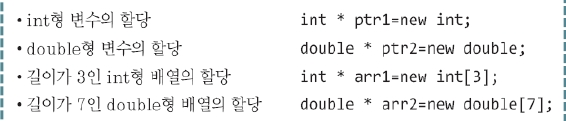 • int형 변수의 할당 int * ptr1=new int;
• double형 변수의 할당 double * ptr2=new double;
• 길이가 3인 int형 배열의 할당 int * arr1=new int[3];
• 길이가 7인 double형 배열의 할당 double * arr2=new double[7];